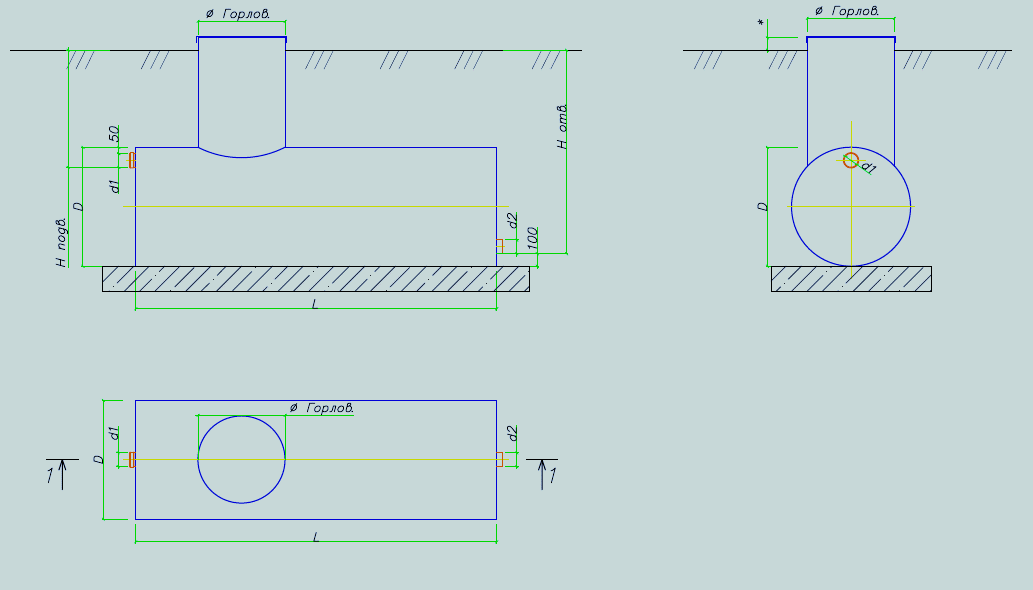 ⌀ Горлов.
⌀ Горлов.
*
50
d1
D
H подв.
H отв.
d2
100
L
D
d1
⌀ Горлов.
d1
D
d2
1
1
L